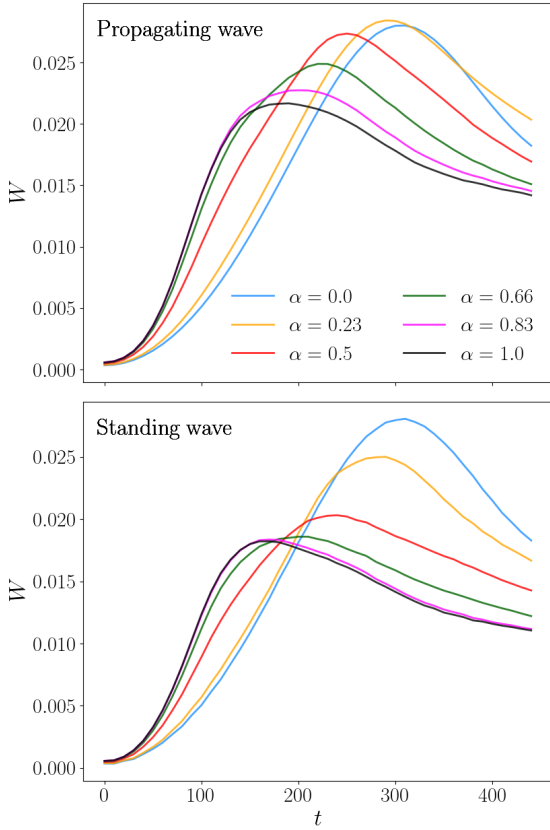 Propagating wave
0.025
0.020
W
0.015
0.010
0.005
0.000
α = 0.0
α = 0.66
α = 0.23
α = 0.83
α = 0.5
α = 1.0
Standing wave
0.025
0.020
W
0.015
0.010
0.005
0.000
0 100 200 300 400
t